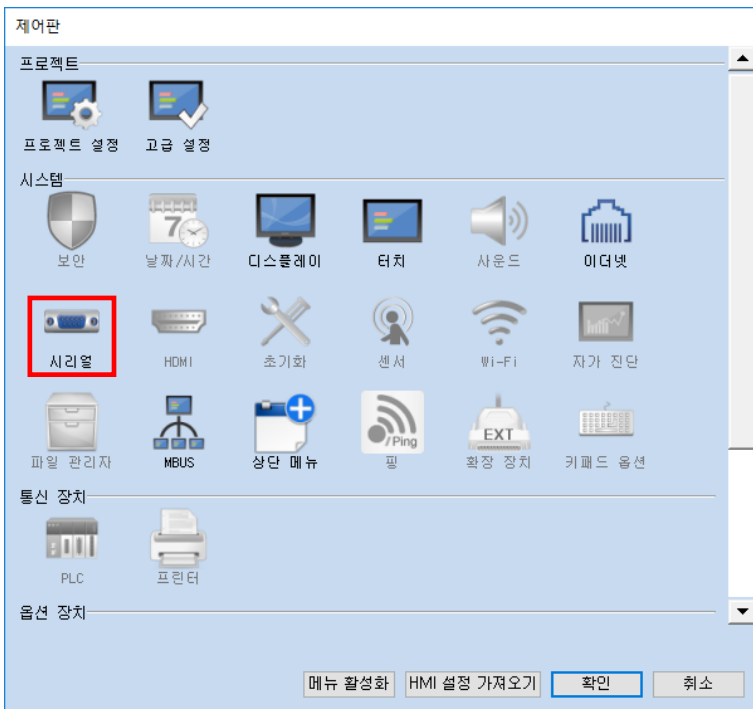 제어판
프로젝트
프로젝트 설정 고급 설정
시스템
7
보안 날짜/시간 디스플레이 터치 사운드 이더넷
시리얼 HDMI 초기화 센서 Wi-Fi 자가 진단
/Ping EXT
파일 관리자 MBUS 상단 메뉴 핑 확장 장치 키패드 옵션
통신 장치
PLC 프린터
옵션 장치
메뉴 활성화 HMI 설정 가져오기 확인 취소